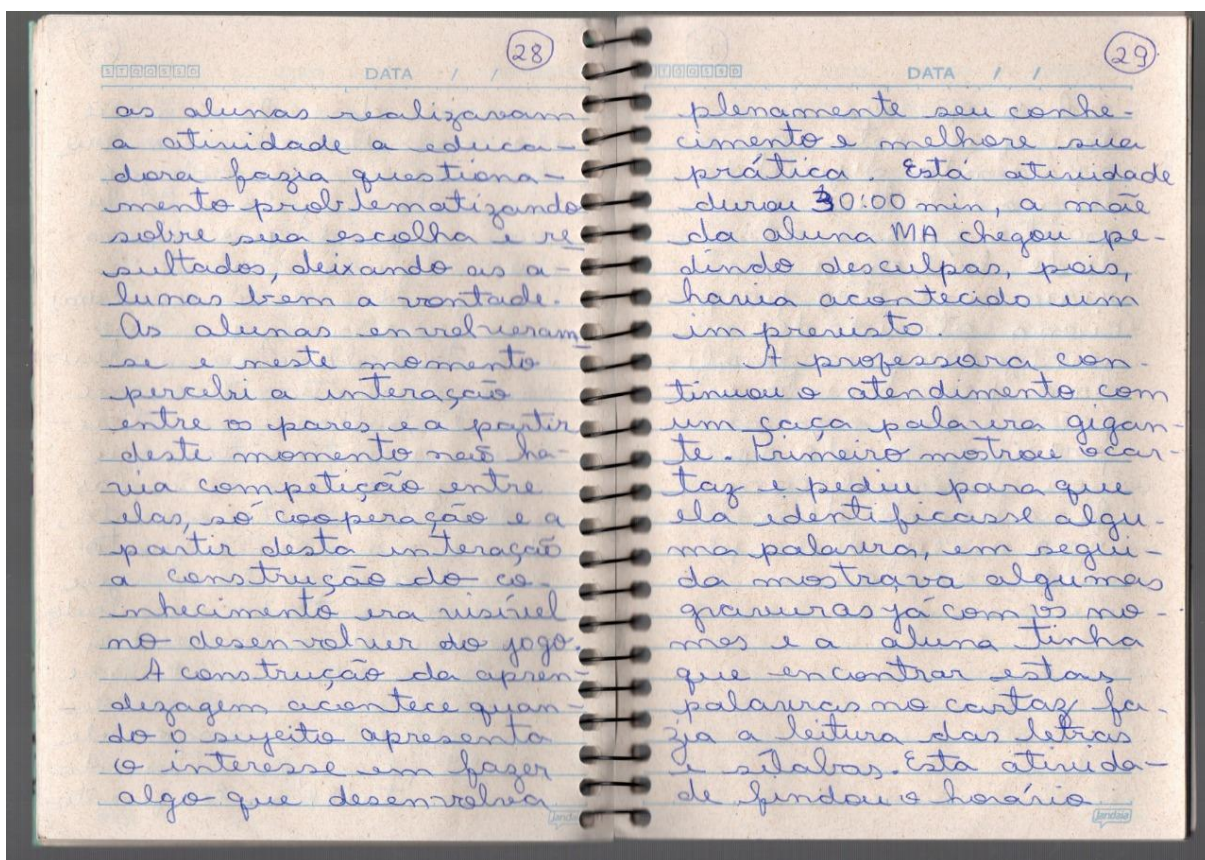 28
S T Q Q S S D
DATA / /
as alunas realizavam
a atividade a educa-
dora fazia questiona-
mento problematizando
sobre sua escolha e re
sultados, deixando as a-
lunas bem a vontade.
As alunas envolveram
se e neste momento
percebi a interação
entre os pares e a partir
deste momento não ha-
via competição entre
elas, só cooperação e a
partir desta interação
a construção do co-
nhecimento era visível
no desenvolver do jogo.
A construção da apren-
dizagem acontece quan-
do o sujeito apresenta
o interesse em fazer
algo que desenvolva
29
S T Q Q S S D
DATA / /
plenamente seu conhe-
cimento e melhore sua
prática. Está atividade
durou 30:00 min, a mãe
da aluna MA chegou pe-
dindo desculpas, pois,
havia acontecido um
imprevisto.
A professora con-
tinuou o atendimento com
um caça palavra gigan-
te. Primeiro mostrou o car-
taz e pediu para que
ela identificasse algu-
ma palavra, em segui-
da mostrava algumas
gravuras já com os no-
mes e a aluna tinha
que encontrar estas
palavras no cartaz fa-
zia a leitura das letras
e sílabas. Esta ativida-
de findou o horário.
Jandaia